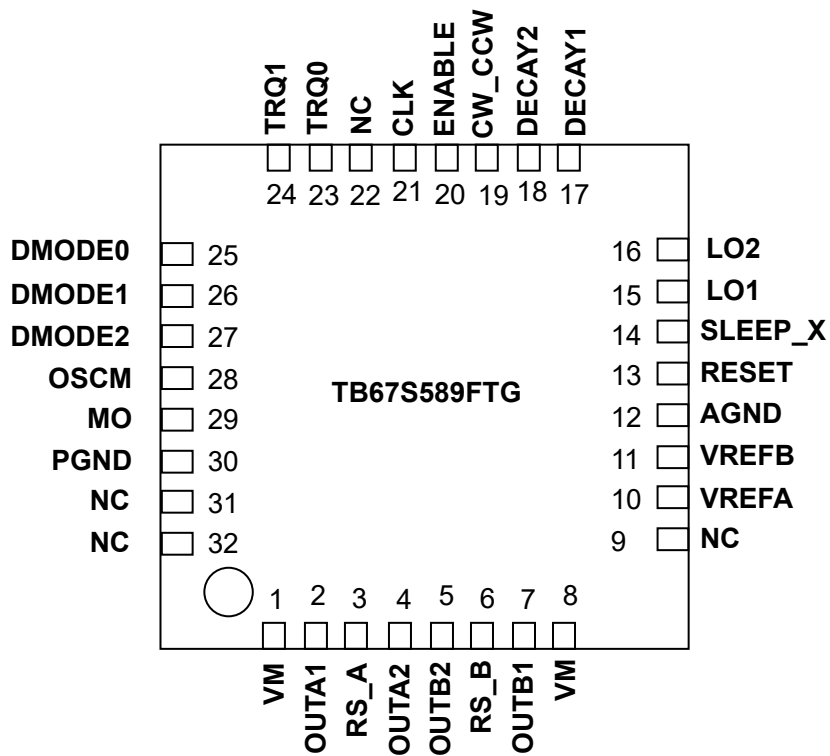 TRQ1 TRQ0 NC CLK ENABLE CW_CCW DECAY2 DECAY1
24 23 22 21 20 19 18 17
DMODE0 25 16 LO2
DMODE1 26 15 LO1
DMODE2 27 14 SLEEP_X
OSCM 28 TB67S589FTG 13 RESET
MO 29 12 AGND
PGND 30 11 VREFB
NC 31 10 VREFA
NC 32 9 NC
1 2 3 4 5 6 7 8
VM OUTA1 RS_A OUTA2 OUTB2 RS_B OUTB1 VM